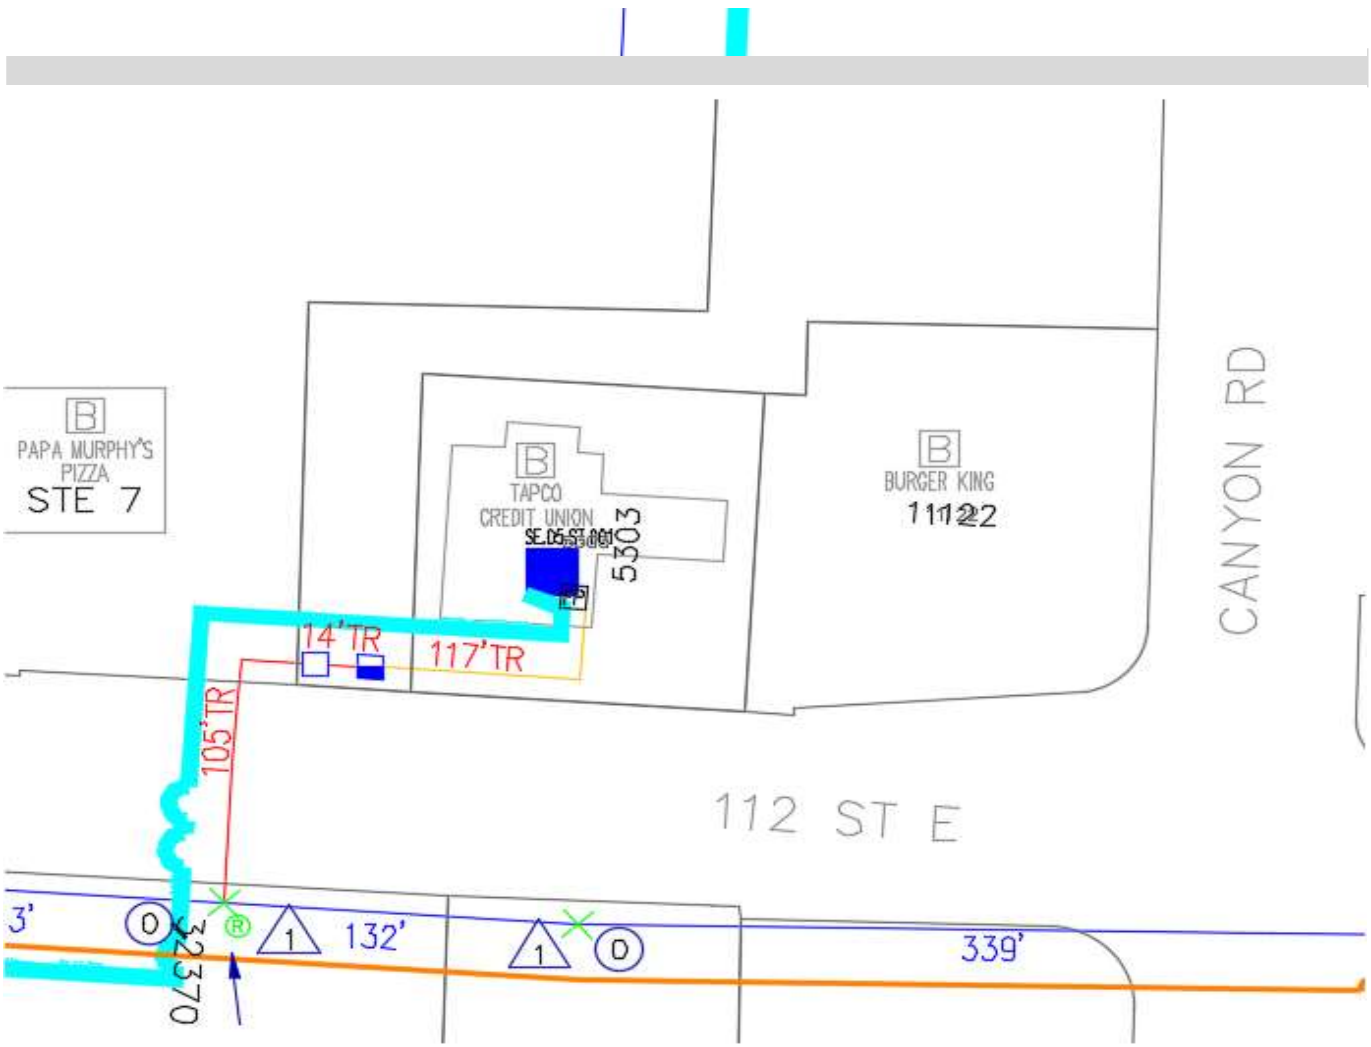 B
PAPA MURPHY'S
PIZZA
STE 7
B
TAPCO
CREDIT UNION
5303
B
BURGER KING
CANYON RD
14'TR
117'TR
105'TR
112 ST E
3'
0
32370
R
1
132'
1
0
339'